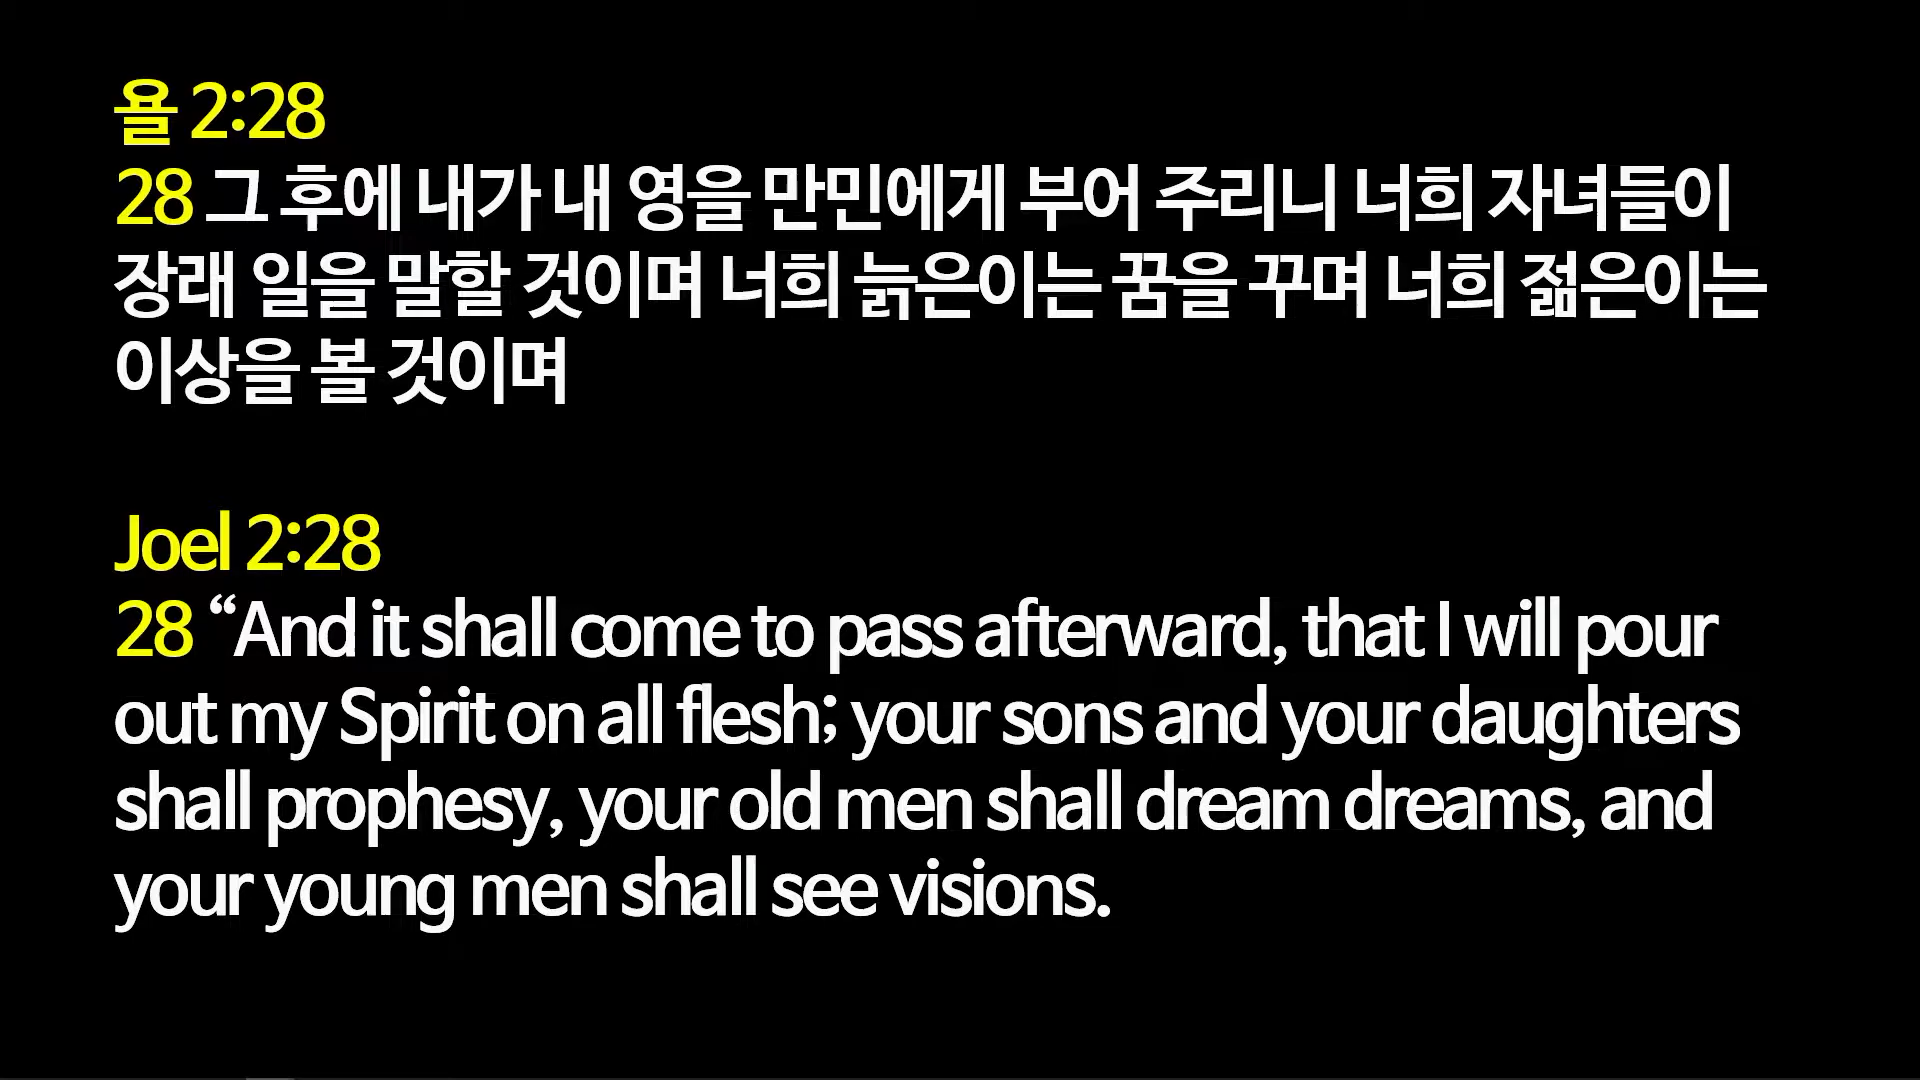 욜 2:28
28 그 후에 내가 내 영을 만민에게 부어 주리니 너희 자녀들이
장래 일을 말할 것이며 너희 늙은이는 꿈을 꾸며 너희 젊은이는
이상을 볼 것이며
Joel 2:28
28 “And it shall come to pass afterward, that I will pour
out my Spirit on all flesh; your sons and your daughters
shall prophesy, your old men shall dream dreams, and
your young men shall see visions.